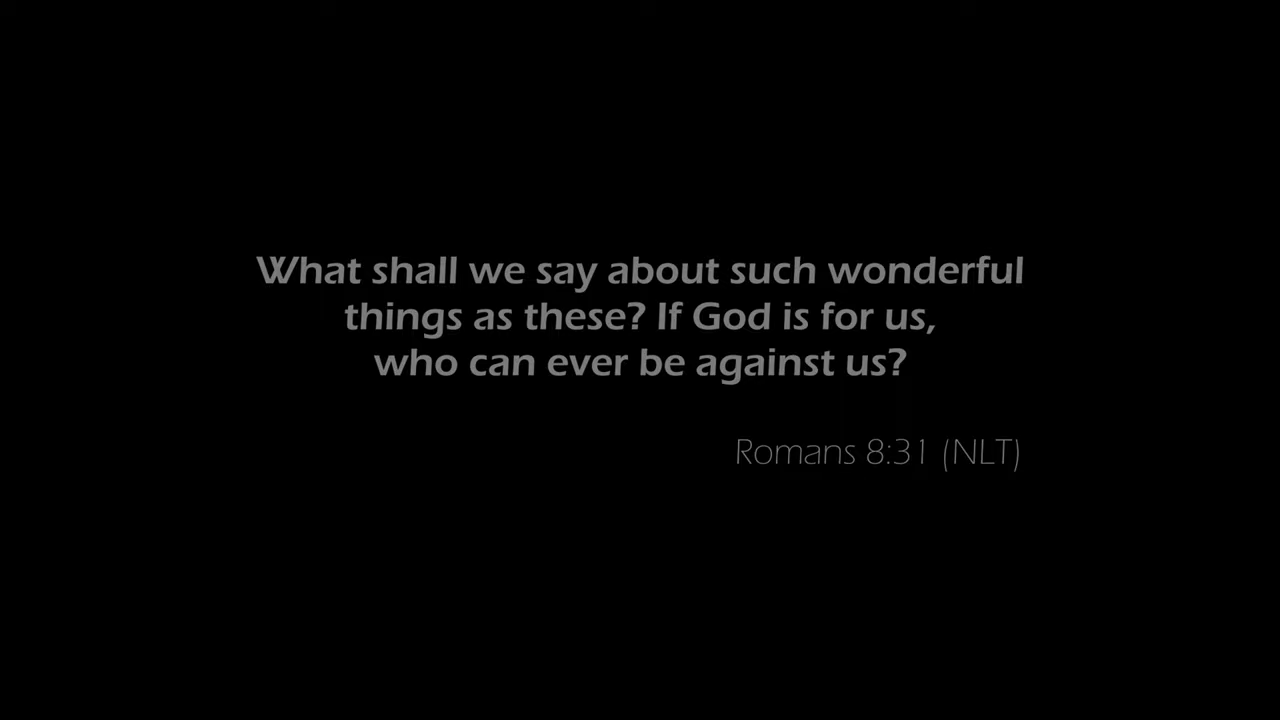 What shall we say about such wonderful
things as these? If God is for us,
who can ever be against us?
Romans 8:31 (NLT)